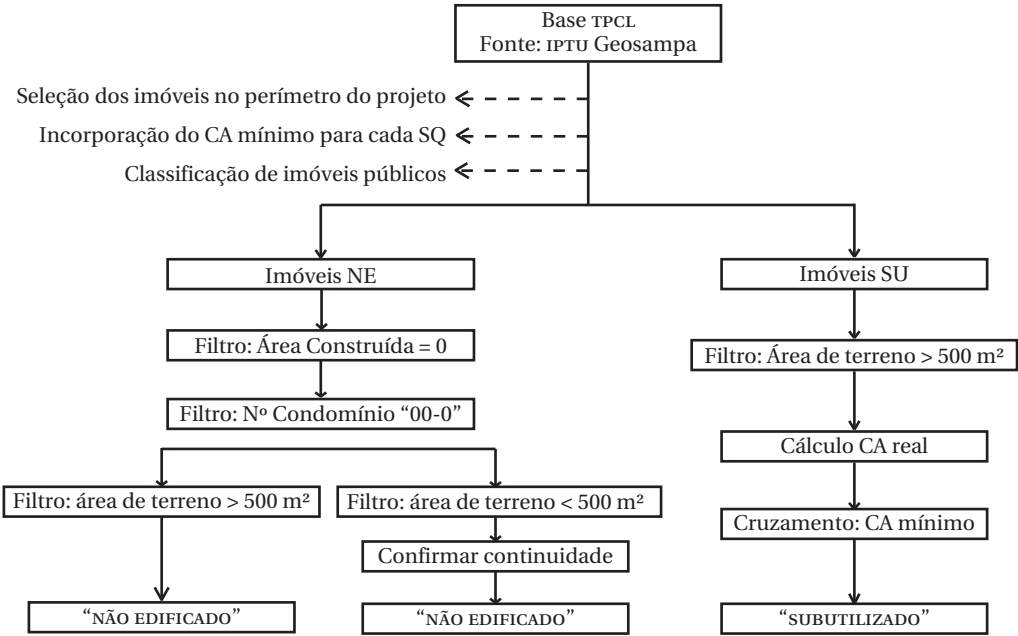 Base TPCL
Fonte: IPTU Geosampa
Seleção dos imóveis no perímetro do projeto
Incorporação do CA mínimo para cada SQ
Classificação de imóveis públicos
Imóveis NE
Imóveis SU
Filtro: Área Construída = 0
Filtro: Área de terreno > 500 m²
Filtro: Nº Condomínio “00-0”
Cálculo CA real
Filtro: área de terreno > 500 m²
Filtro: área de terreno < 500 m²
Cruzamento: CA mínimo
Confirmar continuidade
“NÃO EDIFICADO”
“NÃO EDIFICADO”
“SUBUTILIZADO”